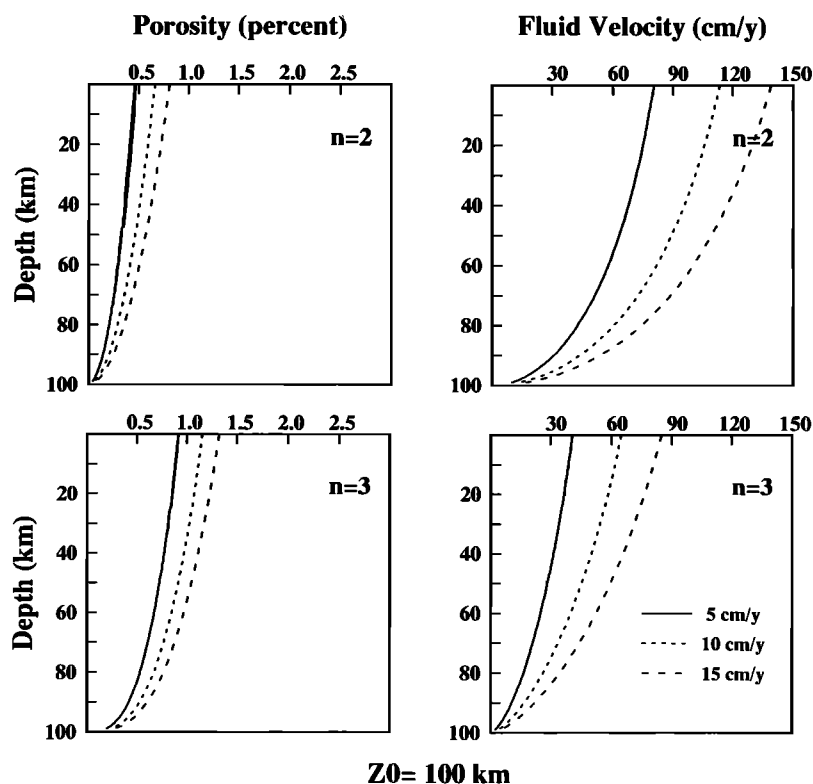 Porosity (percent)
0.5 1.0 1.5 2.0 2.5
n=2
20
40
60
80
100
Depth (km)
Fluid Velocity (cm/y)
30 60 90 120 150
n=2
20
40
60
80
100
0.5 1.0 1.5 2.0 2.5
n=3
20
40
60
80
100
Depth (km)
30 60 90 120 150
n=3
20
40
60
80
100
5 cm/y
10 cm/y
15 cm/y
Z0= 100 km